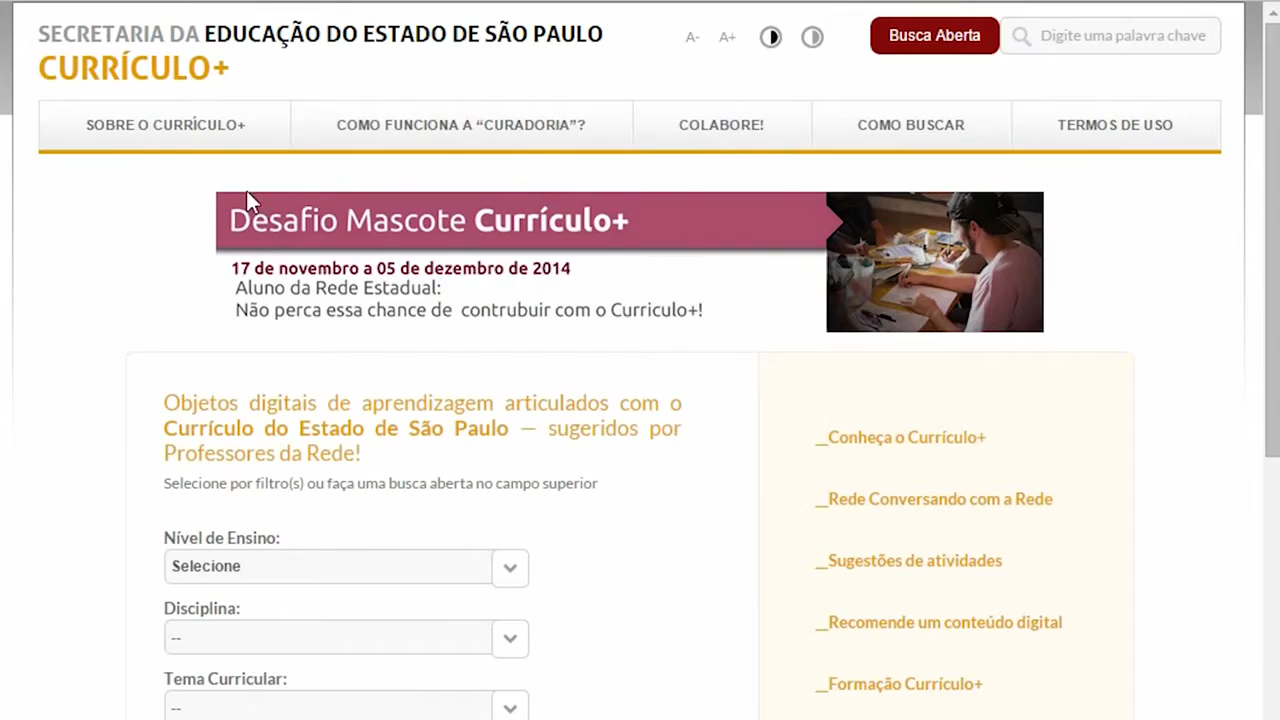 SECRETARIA DA EDUCAÇÃO DO ESTADO DE SÃO PAULO
CURRÍCULO+
A-
A+
Busca Aberta
Digite uma palavra chave
SOBRE O CURRÍCULO+
COMO FUNCIONA A “CURADORIA”?
COLABORE!
COMO BUSCAR
TERMOS DE USO
Desafio Mascote Currículo+
17 de novembro a 05 de dezembro de 2014
Aluno da Rede Estadual:
Não perca essa chance de contrubuir com o Curriculo+!
Objetos digitais de aprendizagem articulados com o
Currículo do Estado de São Paulo — sugeridos por
Professores da Rede!
Selecione por filtro(s) ou faça uma busca aberta no campo superior
Nível de Ensino:
Selecione
Disciplina:
--
Tema Curricular:
--
__Conheça o Currículo+
__Rede Conversando com a Rede
__Sugestões de atividades
__Recomende um conteúdo digital
__Formação Currículo+